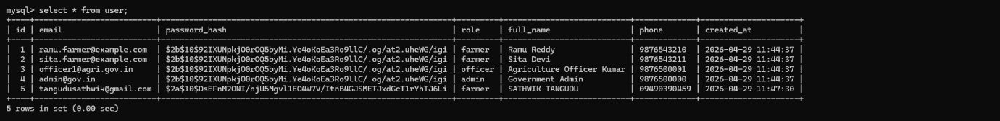 mysql> select * from user;
+----+--------------------------+--------------------------------------------------------------+---------+---------------------------+-------------+---------------------+
| id | email                    | password_hash                                                | role    | full_name                 | phone       | created_at          |
+----+--------------------------+--------------------------------------------------------------+---------+---------------------------+-------------+---------------------+
|  1 | ramu.farmer@example.com  | $2b$10$92IXUNpkjO0rOQ5byMi.Ye4oKoEa3Ro9llC/.og/at2.uheWG/igi | farmer  | Ramu Reddy                | 9876543210  | 2026-04-29 11:44:37 |
|  2 | sita.farmer@example.com  | $2b$10$92IXUNpkjO0rOQ5byMi.Ye4oKoEa3Ro9llC/.og/at2.uheWG/igi | farmer  | Sita Devi                 | 9876543211  | 2026-04-29 11:44:37 |
|  3 | officer1@agri.gov.in     | $2b$10$92IXUNpkjO0rOQ5byMi.Ye4oKoEa3Ro9llC/.og/at2.uheWG/igi | officer | Agriculture Officer Kumar | 9876500001  | 2026-04-29 11:44:37 |
|  4 | admin@gov.in             | $2b$10$92IXUNpkjO0rOQ5byMi.Ye4oKoEa3Ro9llC/.og/at2.uheWG/igi | admin   | Government Admin          | 9876500000  | 2026-04-29 11:44:37 |
|  5 | tangudusathwik@gmail.com | $2a$10$DsEFnM2ONI/njU5Mgvl1EO4W7V/ItnB4GJSMETJxdGcT1rYhTJ6Li | farmer  | SATHWIK TANGUDU           | 09490390459 | 2026-04-29 11:47:30 |
+----+--------------------------+--------------------------------------------------------------+---------+---------------------------+-------------+---------------------+
5 rows in set (0.00 sec)